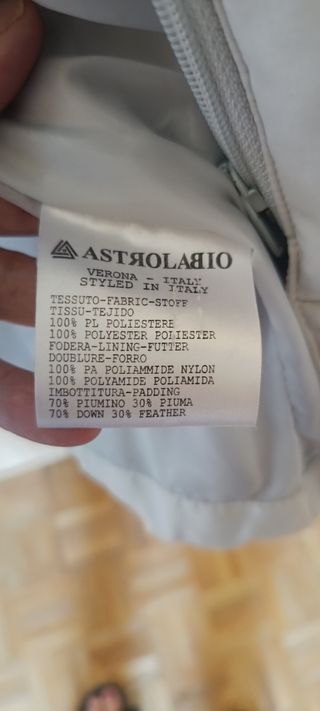 ASTROLABIO
VERONA - ITALY
STYLED IN ITALY
TESSUTO-FABRIC-STOFF
TISSU-TEJIDO
100% PL POLIESTERE
100% POLYESTER POLIESTER
FODERA-LINING-FUTTER
DOUBLURE-FORRO
100% PA POLIAMMIDE NYLON
100% POLYAMIDE POLIAMIDA
IMBOTTITURA-PADDING
70% PIUMINO 30% PIUMA
70% DOWN 30% FEATHER